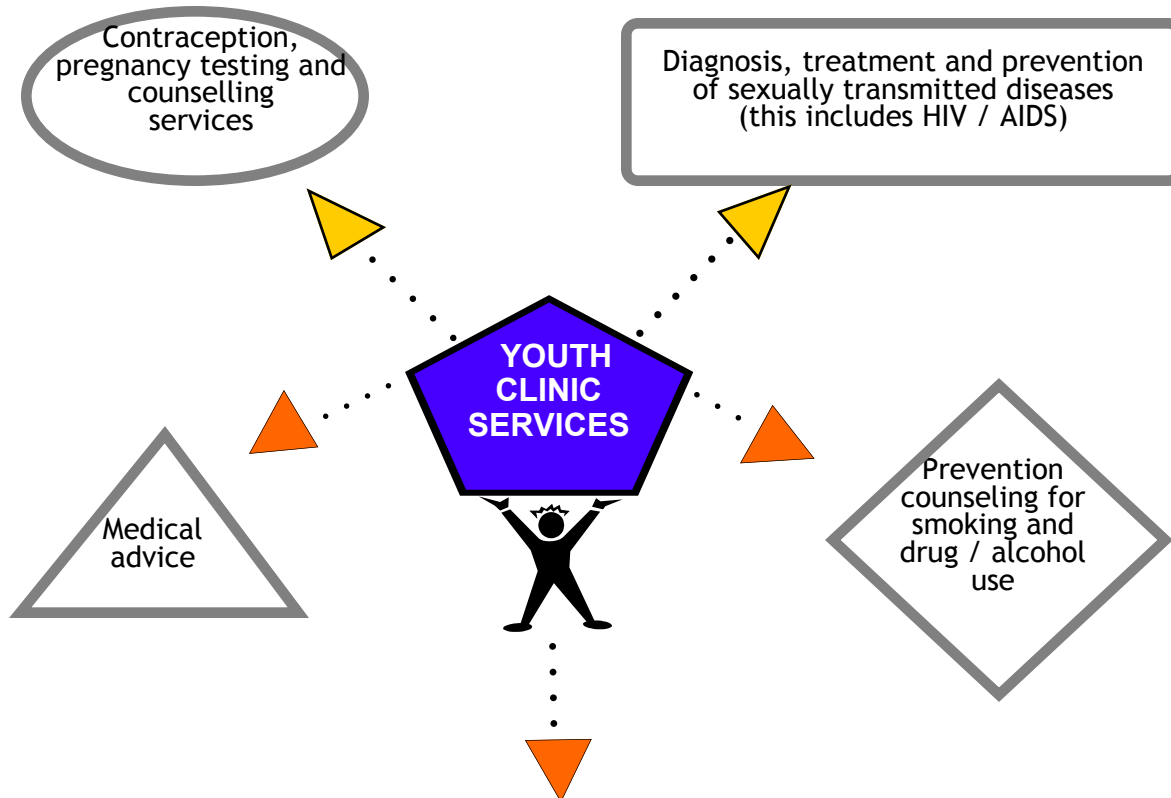 Contraception,
pregnancy testing and
counselling
services
Diagnosis, treatment and prevention
of sexually transmitted diseases
(this includes HIV / AIDS)
YOUTH
CLINIC
SERVICES
Medical
advice
Prevention
counseling for
smoking and
drug / alcohol
use